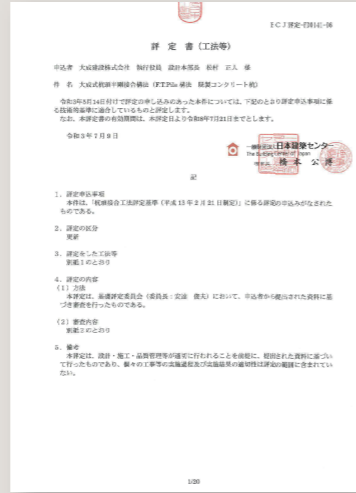 ＢＣＪ評定-FD0141-06
評 定 書（工法等）
申込者 大成建設株式会社 執行役員 設計本部長 松村 正人 様
件 名 大成式杭頭半剛接合構法（F.T.Pile 構法 既製コンクリート杭）
令和3年5月14日付けで評定の申し込みのあった本件については、下記のとおり評定申込事項に係
る技術的基準に適合しているものと評定します。
なお、本評定書の有効期間は、本評定日より令和8年7月21日までとします。
令和3年7月9日
一般財団法人 日本建築センター
The Building Center of Japan
理事長 橋本 公博
記
１．評定申込事項
本件は、「杭頭接合工法評定基準（平成 13 年 2 月 21 日制定）」に係る評定の申込みがなされた
ものである。
２．評定の区分
更新
３．評定をした工法等
別紙１のとおり
４．評定の内容
（１）方法
本評定は、基礎評定委員会（委員長：安達 俊夫）において、申込者から提出された資料に基
づき審査を行ったものである。
（２）審査内容
別紙２のとおり
５．備考
本評定は、設計・施工・品質管理等が適切に行われることを前提に、提出された資料に基づい
て行ったものであり、個々の工事等の実施過程及び実施結果の適切性は評定の範囲に含まれてい
ない。
1/20